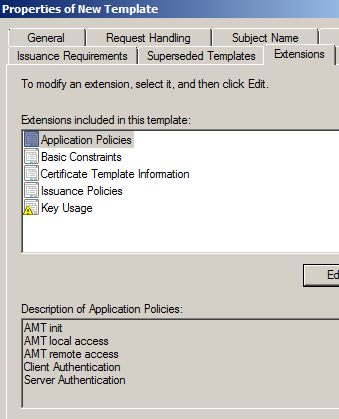 Properties of New Template
General Request Handling Subject Name
Issuance Requirements Superseded Templates Extensions
To modify an extension, select it, and then click Edit.
Extensions included in this template:
Application Policies
Basic Constraints
Certificate Template Information
Issuance Policies
Key Usage
Ed
Description of Application Policies:
AMT init
AMT local access
AMT remote access
Client Authentication
Server Authentication